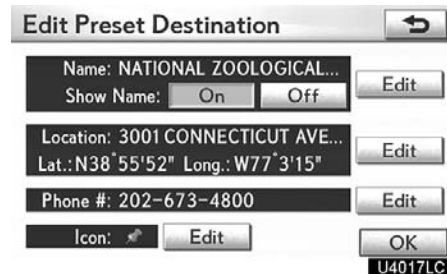 Edit Preset Destination
Name: NATIONAL ZOOLOGICAL...
Show Name: On Off
Edit
Location: 3001 CONNECTICUT AVE...
Lat.: N38°55'52" Long.: W77°3'15"
Edit
Phone #: 202-673-4800 Edit
Icon: Edit
OK
U4017LC